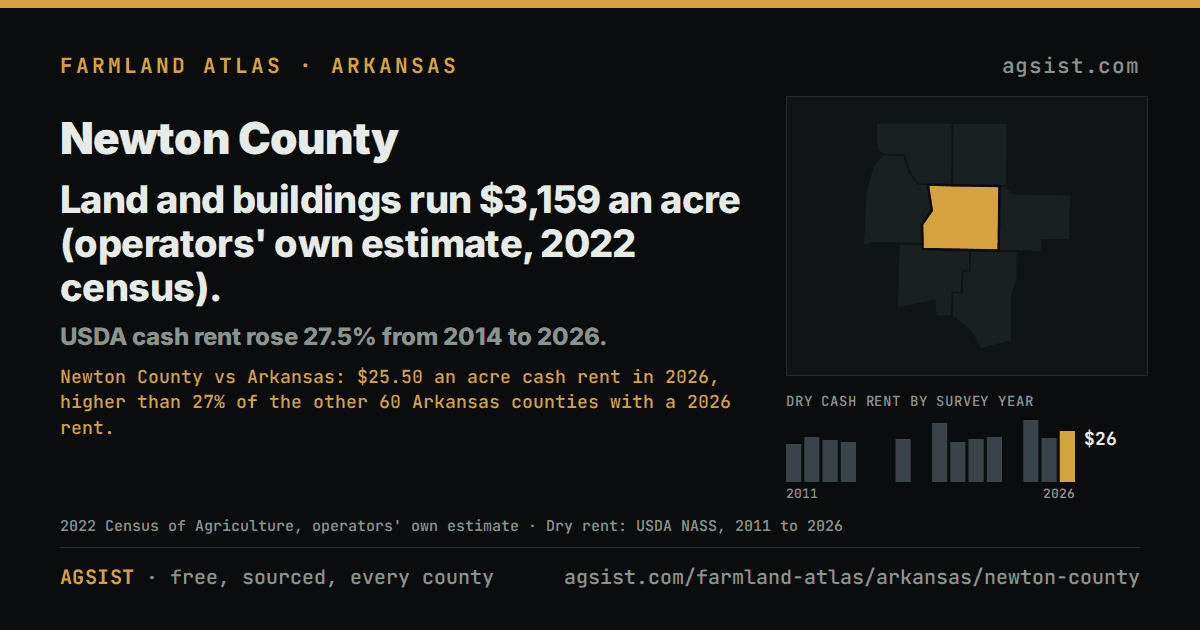 FARMLAND ATLAS · ARKANSAS
agsist.com
Newton County
Land and buildings run $3,159 an acre
(operators' own estimate, 2022
census).
USDA cash rent rose 27.5% from 2014 to 2026.
Newton County vs Arkansas: $25.50 an acre cash rent in 2026,
higher than 27% of the other 60 Arkansas counties with a 2026
rent.
DRY CASH RENT BY SURVEY YEAR
$26
2011
2026
2022 Census of Agriculture, operators' own estimate · Dry rent: USDA NASS, 2011 to 2026
AGSIST · free, sourced, every county
agsist.com/farmland-atlas/arkansas/newton-county